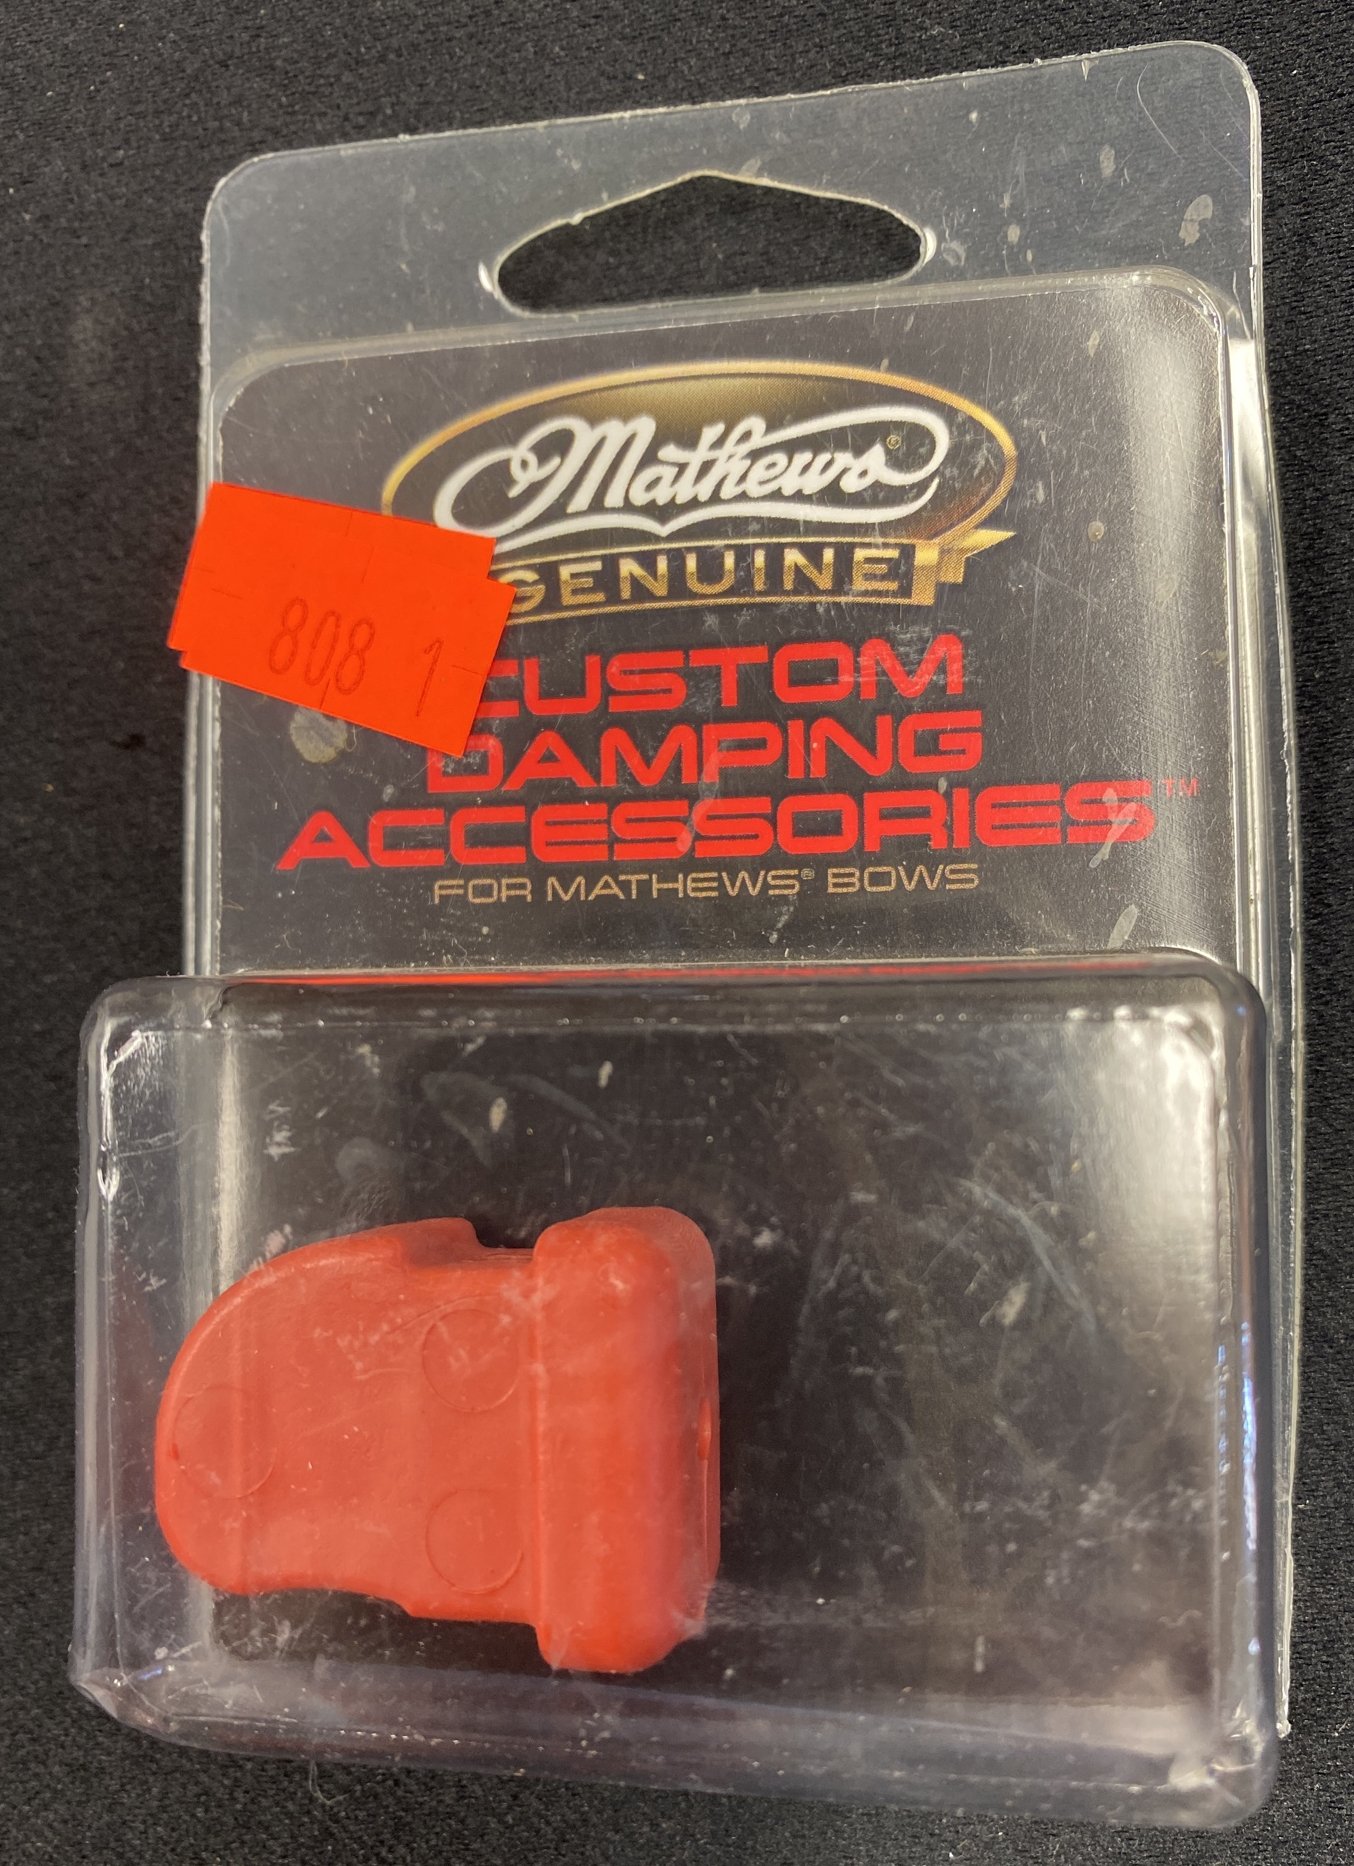 Mathews®
GENUINE
808 1
CUSTOM
DAMPING
ACCESSORIES™
FOR MATHEWS® BOWS